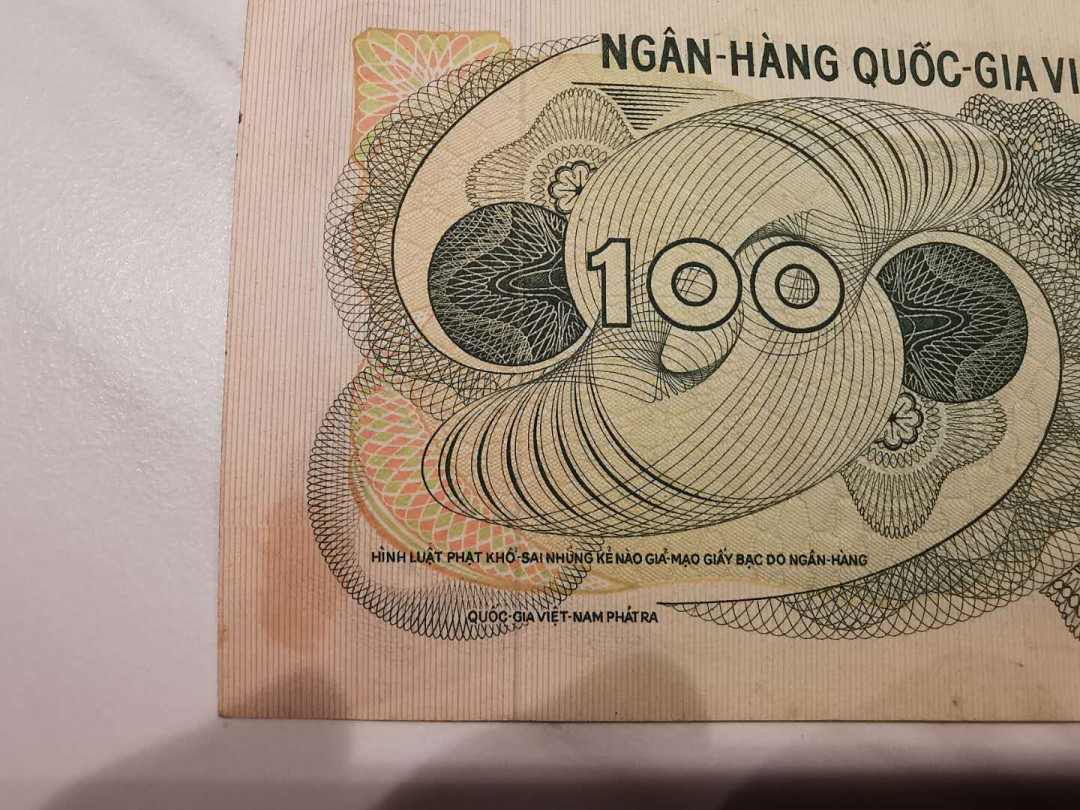 NGÂN-HÀNG QUỐC-GIA VI
100
HÌNH LUẬT PHẠT KHỔ-SAI NHỮNG KẺ NÀO GIẢ-MẠO GIẤY BẠC DO NGÂN-HÀNG
QUỐC-GIA VIỆT-NAM PHÁT RA